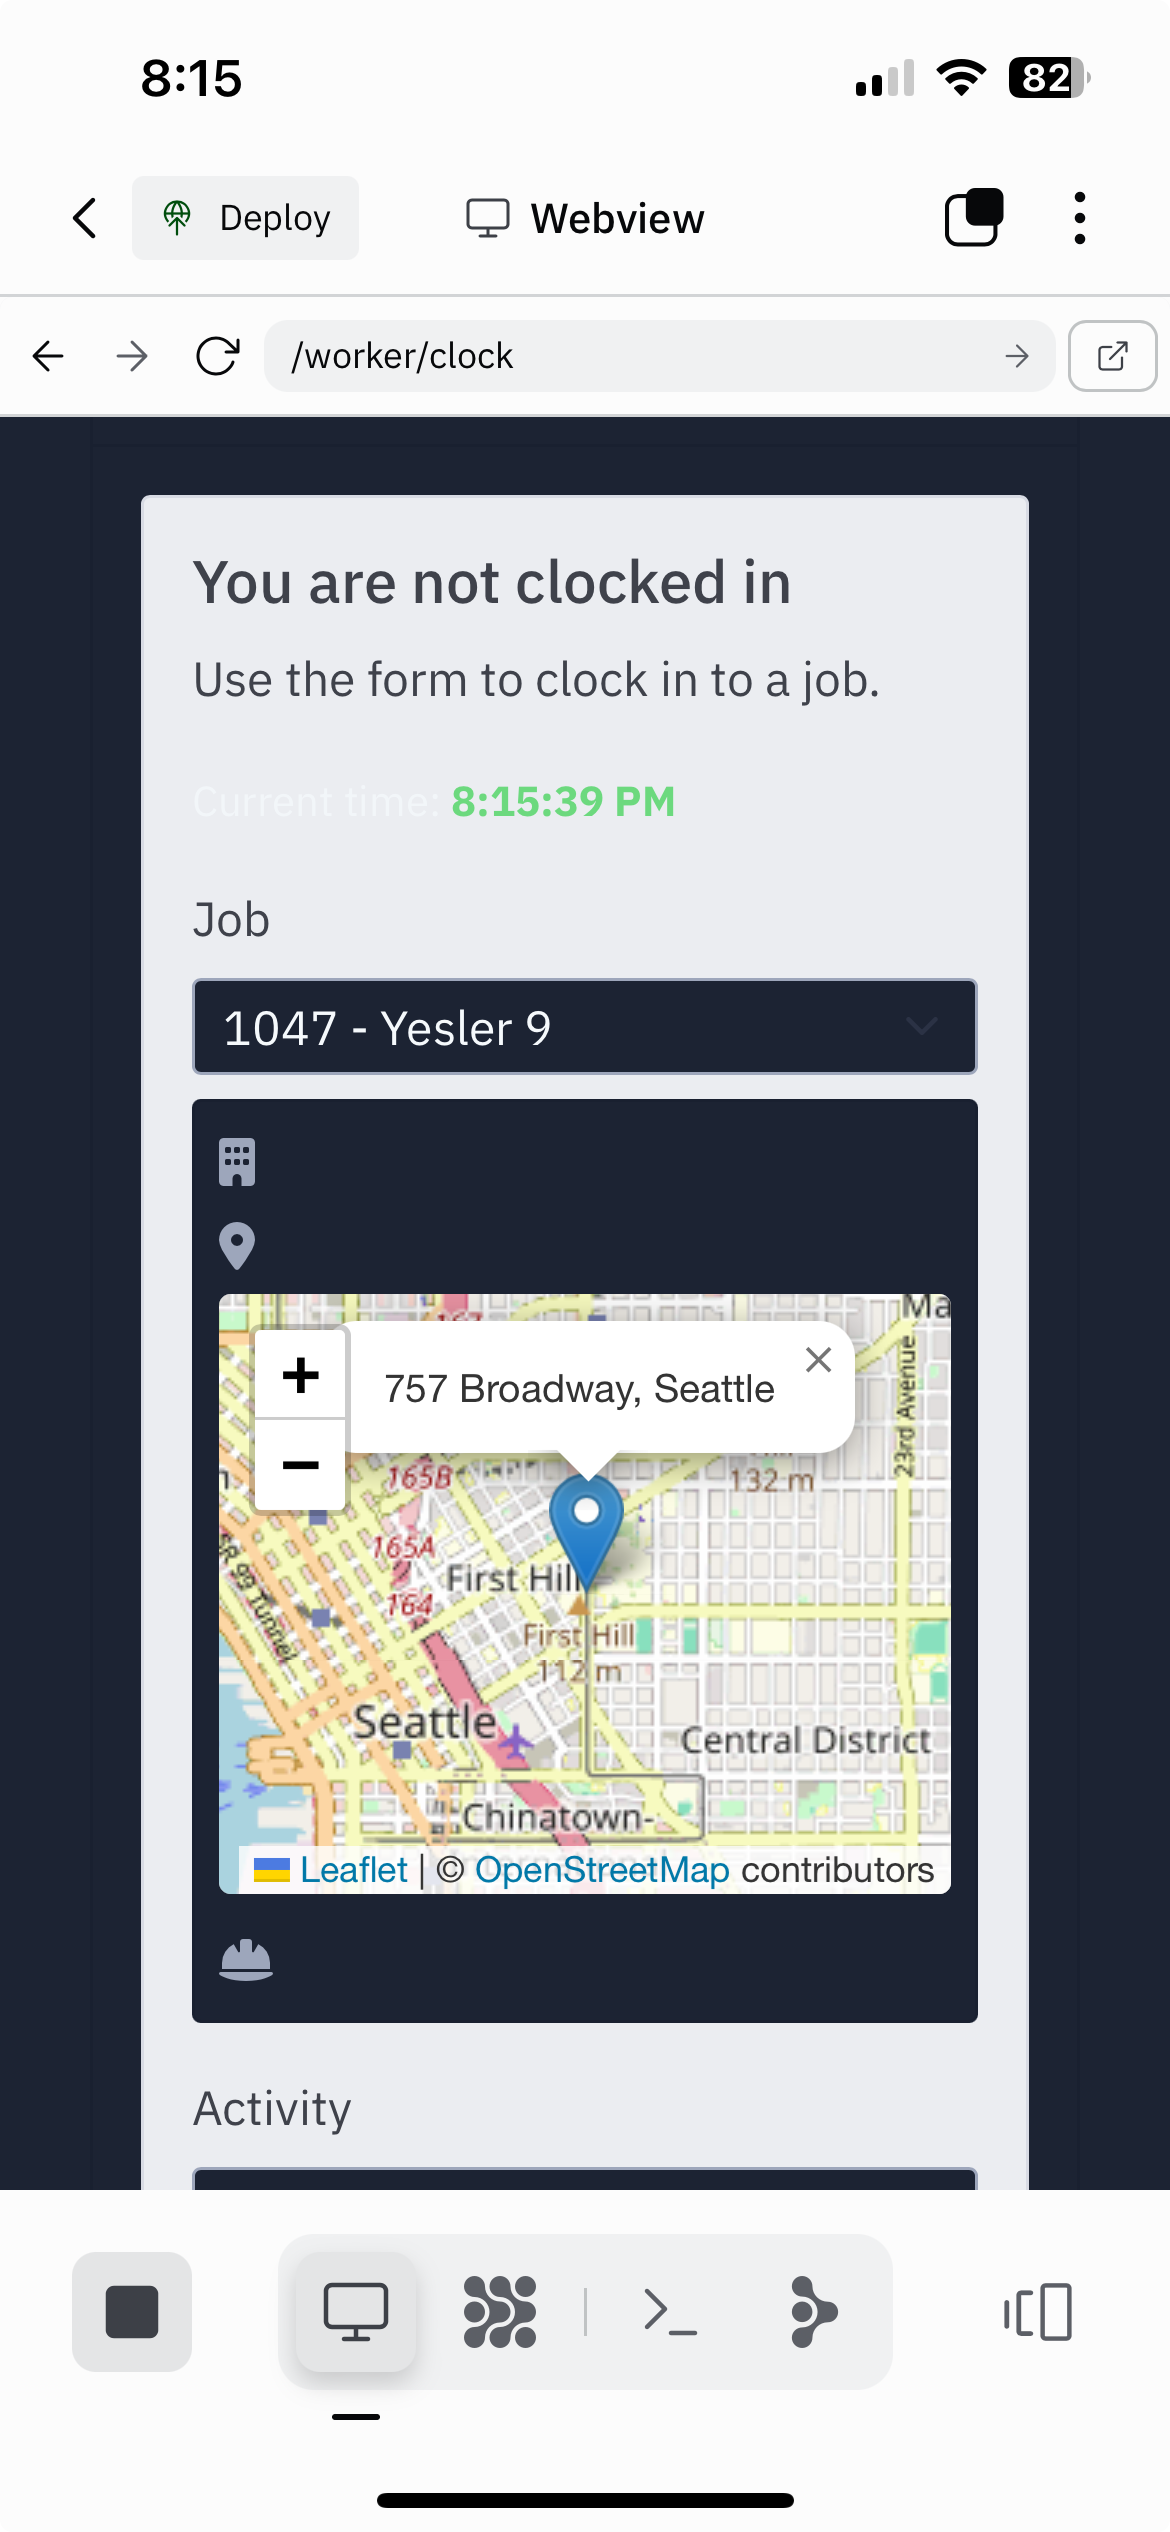 8:15
82
Deploy
Webview
/worker/clock
You are not clocked in
Use the form to clock in to a job.
Current time: 8:15:39 PM
Job
1047 - Yesler 9
Ma
+
757 Broadway, Seattle
23rd Avenue
−
132 m
165B
165A
First Hill
164
SR 99 Tunnel
First Hill
112 m
Seattle
Central District
Chinatown-
Leaflet | © OpenStreetMap contributors
Activity